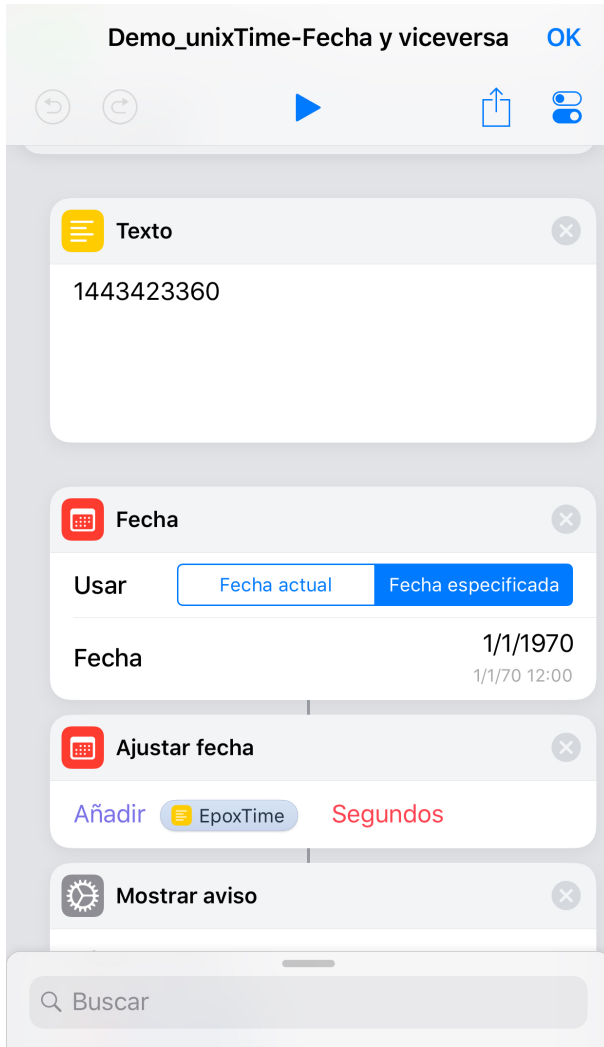 Demo_unixTime-Fecha y viceversa OK
Texto
1443423360
Fecha
Usar Fecha actual Fecha especificada
Fecha 1/1/1970
1/1/70 12:00
Ajustar fecha
Añadir EpoxTime Segundos
Mostrar aviso
Buscar